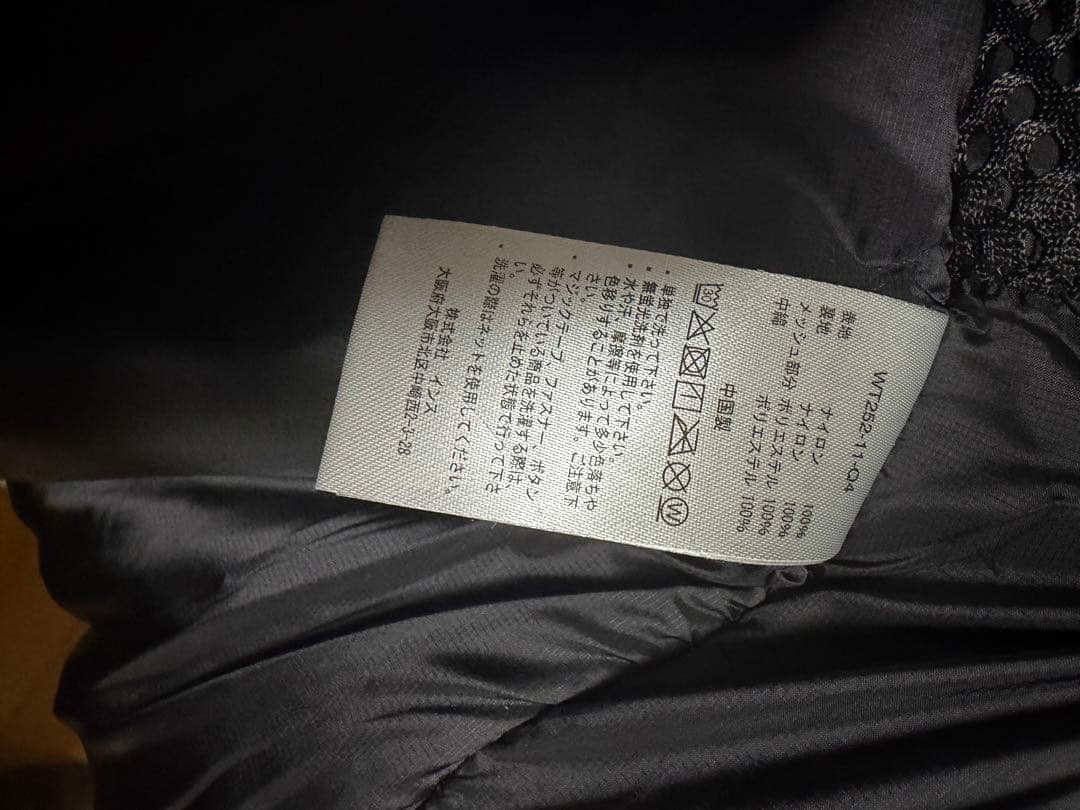 WT252-11-Q4
表地 ナイロン 100%
裏地 ナイロン 100%
メッシュ部分 ポリエステル 100%
中綿 ポリエステル 100%
中国製
30
W
・単独で洗って下さい。
・無蛍光洗剤を使用して下さい。
・水や汗、摩擦等によって多少色落ちや
色移りすることがあります。ご注意下
さい。
・マジックテープ、ファスナー、ボタン
等がついている商品を洗濯する際は、
必ずそれらを止めた状態で行って下さ
い。
・洗濯の際はネットを使用してください。
株式会社 インス
大阪府大阪市北区中崎西2-4-28